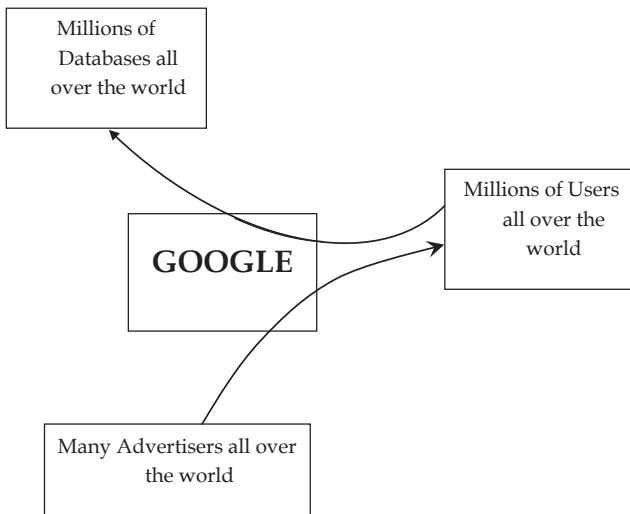 Millions of
Databases all
over the world
Millions of Users
all over the
world
GOOGLE
Many Advertisers all over
the world